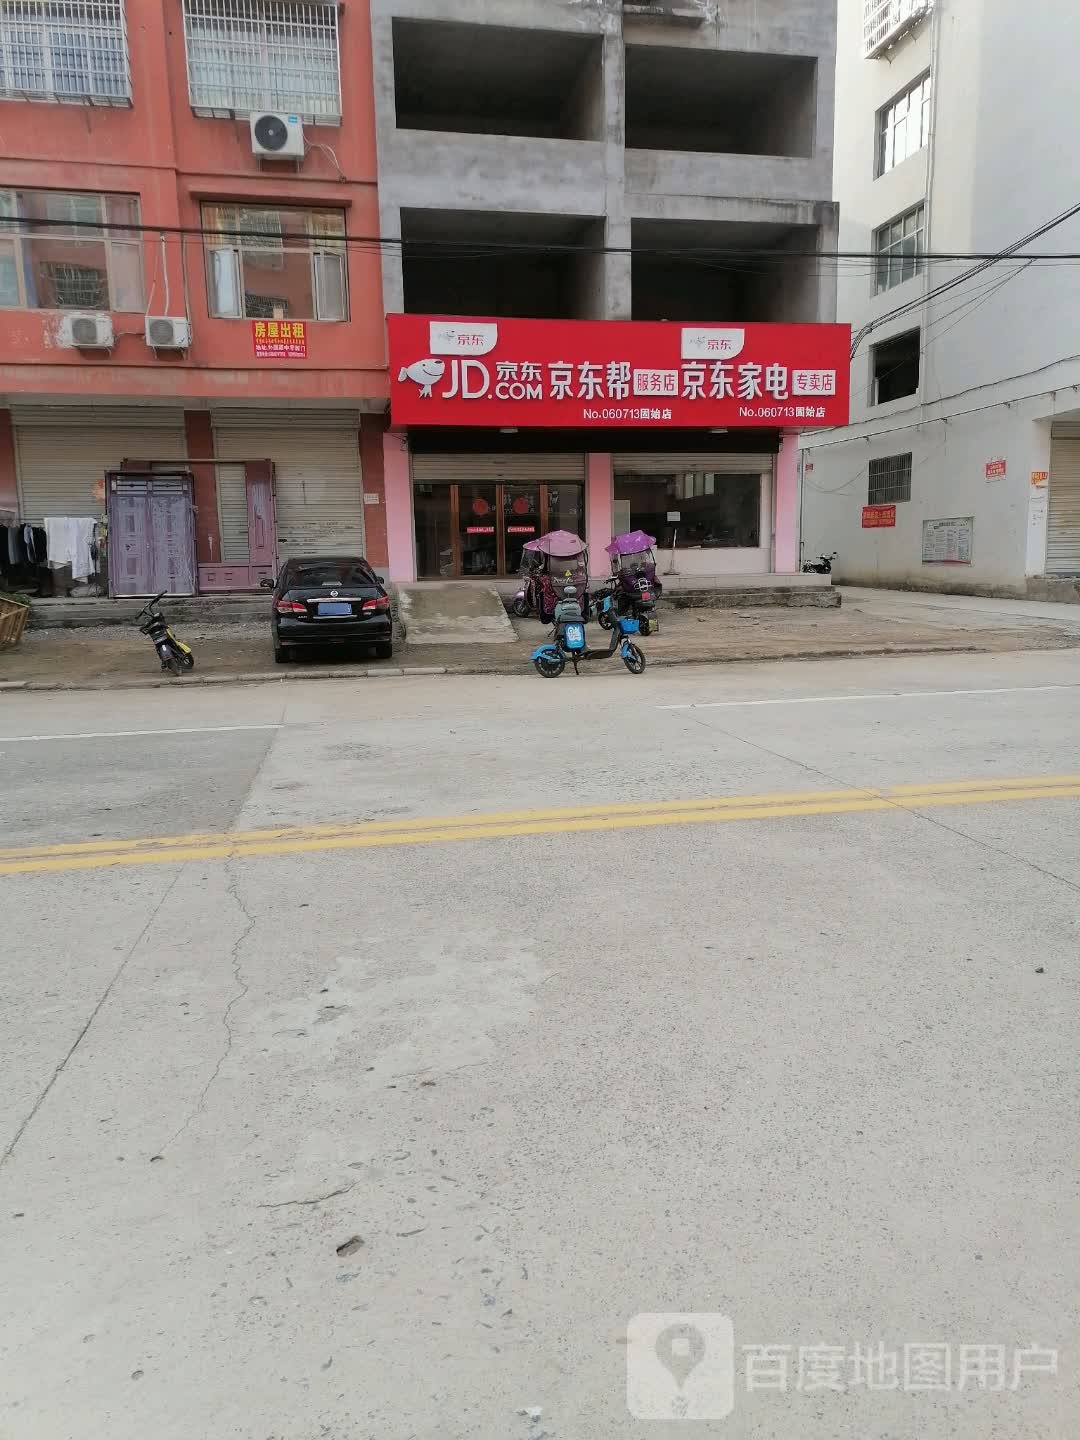 房屋出租
京东
京东
JD.COM
京东
京东帮
服务店
京东家电
专卖店
No.060713固始店
No.060713固始店
百度地图用户